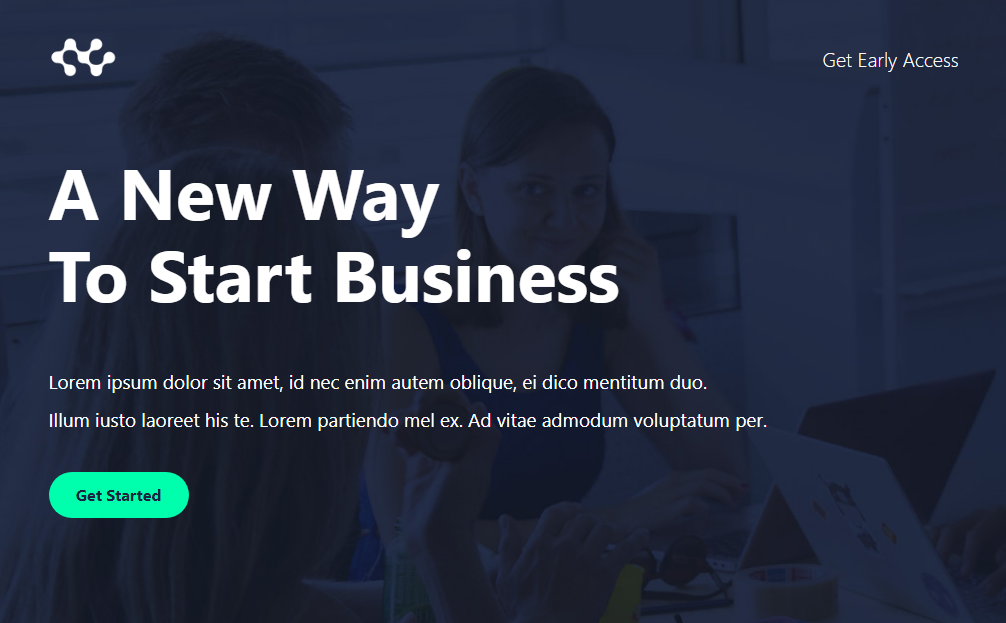 Get Early Access
A New Way
To Start Business
Lorem ipsum dolor sit amet, id nec enim autem oblique, ei dico mentitum duo.
Illum iusto laoreet his te. Lorem partiendo mel ex. Ad vitae admodum voluptatum per.
Get Started